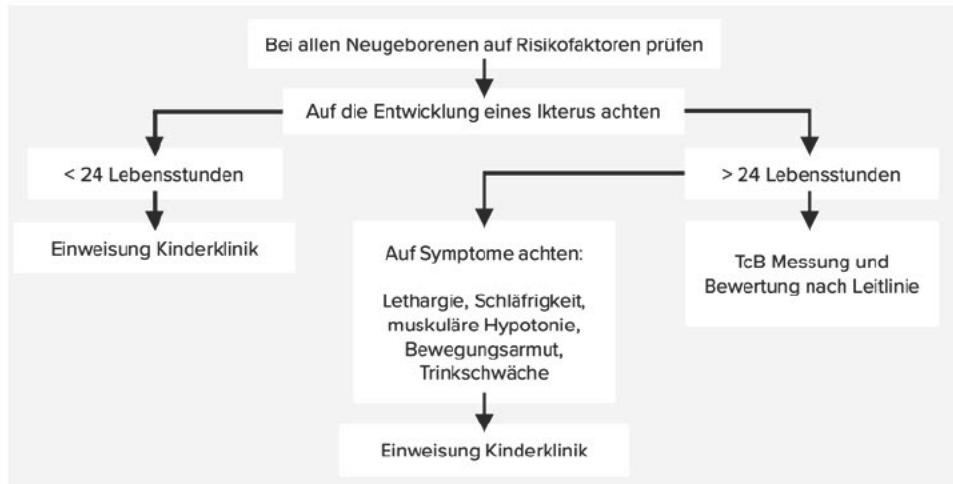 Bei allen Neugeborenen auf Risikofaktoren prüfen
Auf die Entwicklung eines Ikterus achten
< 24 Lebensstunden
> 24 Lebensstunden
Einweisung Kinderklinik
Auf Symptome achten:
Lethargie, Schläfrigkeit,
muskuläre Hypotonie,
Bewegungsarmut,
Trinkschwäche
TcB Messung und
Bewertung nach Leitlinie
Einweisung Kinderklinik